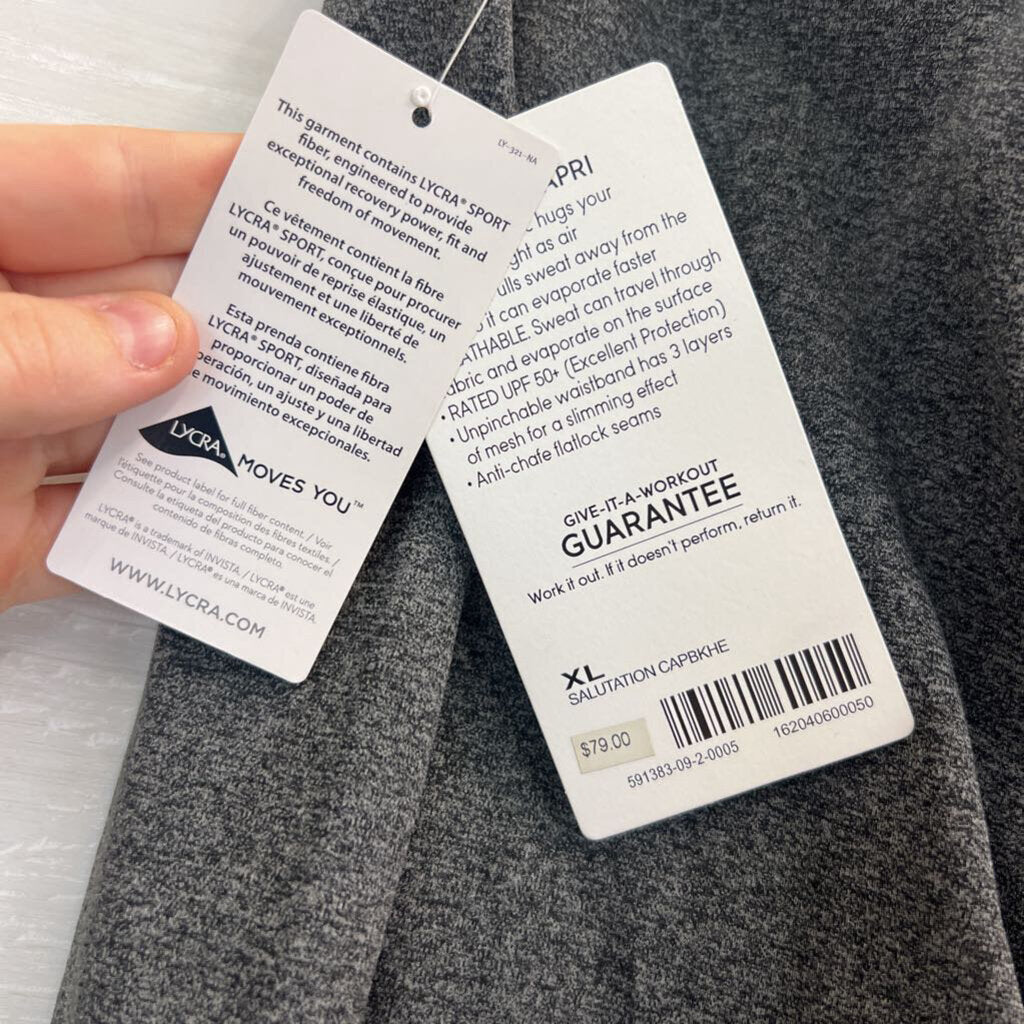 LY-321-NA
This garment contains LYCRA® SPORT
fiber, engineered to provide
exceptional recovery power, fit and
freedom of movement.
Ce vêtement contient la fibre
LYCRA® SPORT, conçue pour procurer
un pouvoir de reprise élastique, un
ajustement et une liberté de
mouvement exceptionnels.
Esta prenda contiene fibra
LYCRA® SPORT, diseñada para
proporcionar un poder de
peración, un ajuste y una libertad
e movimiento excepcionales.
LYCRA® MOVES YOU™
See product label for full fiber content. / Voir
l'étiquette pour la composition des fibres textiles. /
Consulte la etiqueta del producto para conocer el
contenido de fibras completo.
LYCRA® is a trademark of INVISTA. / LYCRA® est une
marque de INVISTA. / LYCRA® es una marca de INVISTA.
WWW.LYCRA.COM
APRI
hugs your
ght as air
ulls sweat away from the
it can evaporate faster
ATHABLE. Sweat can travel through
abric and evaporate on the surface
• RATED UPF 50+ (Excellent Protection)
• Unpinchable waistband has 3 layers
of mesh for a slimming effect
• Anti-chafe flatlock seams
GIVE-IT-A-WORKOUT
GUARANTEE
Work it out. If it doesn't perform, return it.
XL
SALUTATION CAPBKHE
$79.00
591383-09-2-0005 162040600050